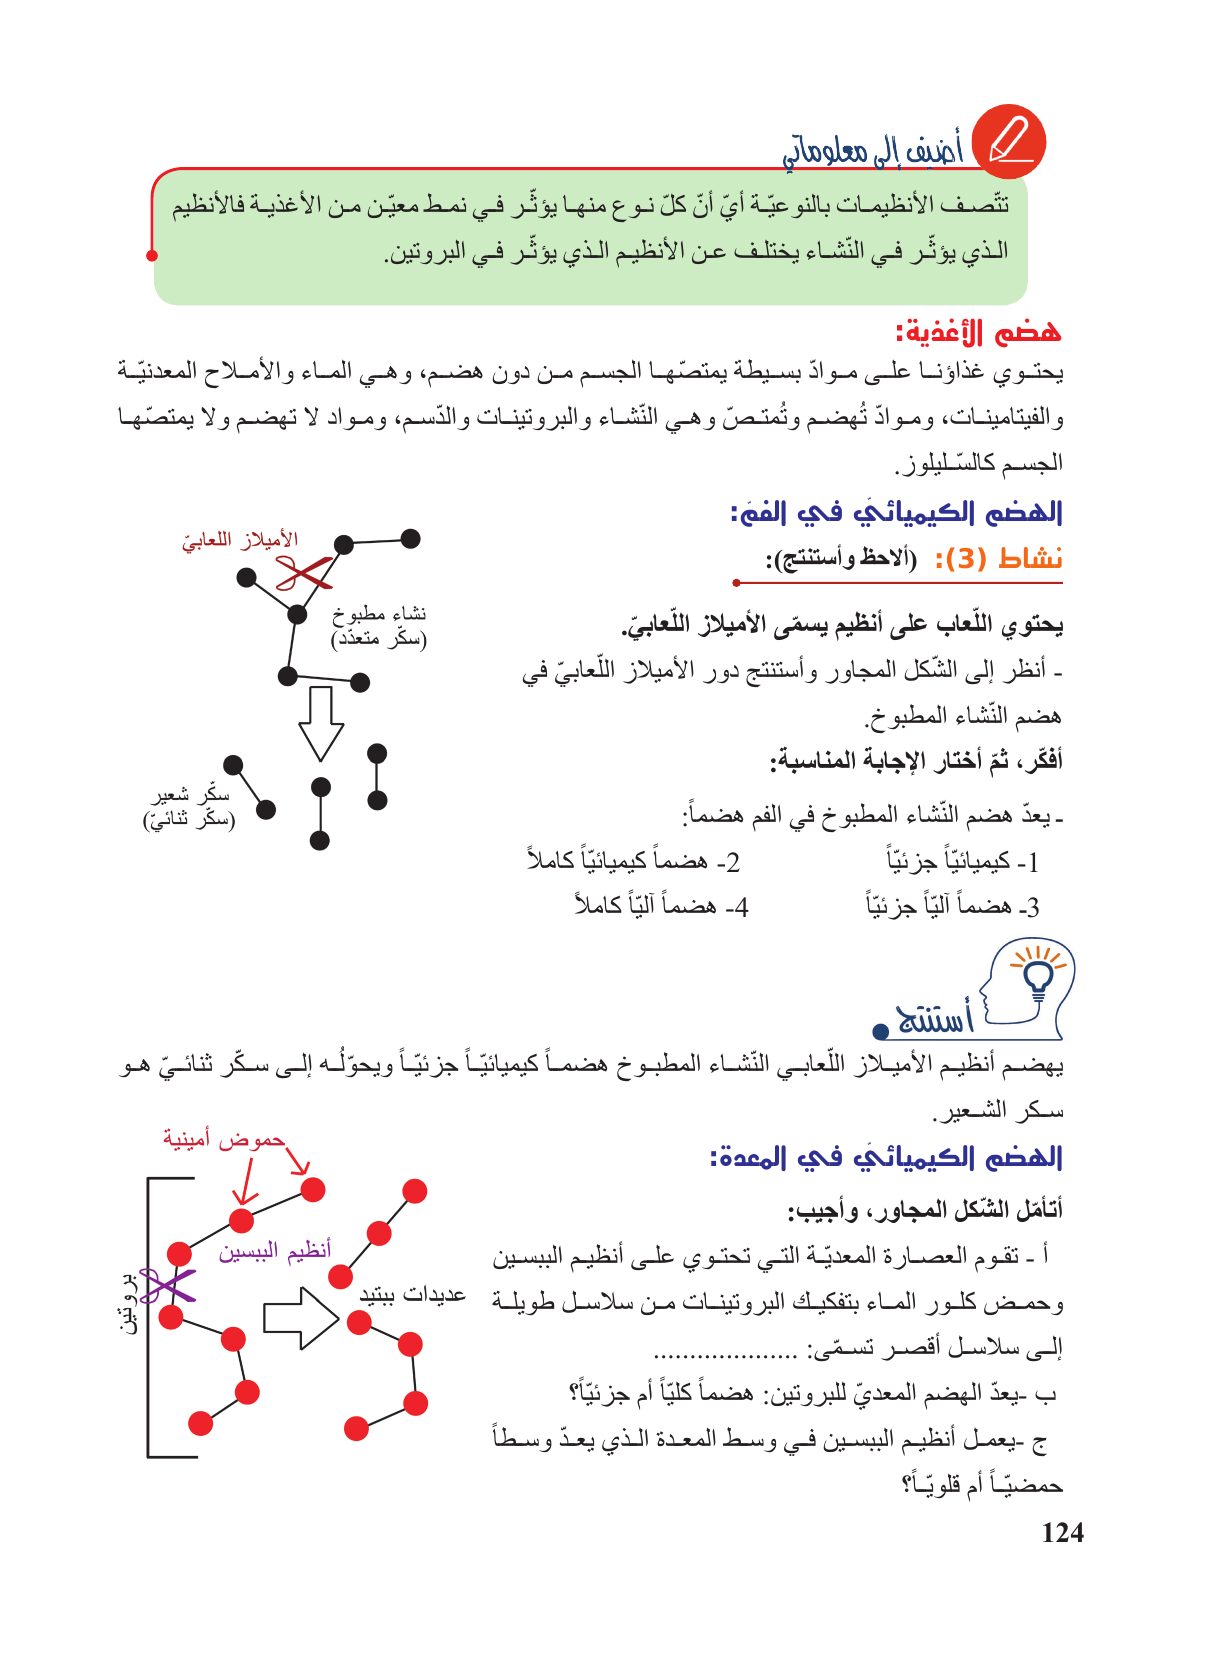 أضيف إلى معلوماتي
تتّصف الأنظيمات بالنوعيّة أيّ أنّ كلّ نوع منها يؤثّر في نمط معيّن من الأغذية فالأنظيم
الذي يؤثّر في النّشاء يختلف عن الأنظيم الذي يؤثّر في البروتين.
هضم الأغذية:
يحتوي غذاؤنا على موادّ بسيطة يمتصّها الجسم من دون هضم، وهي الماء والأملاح المعدنيّة
والفيتامينات، وموادّ تُهضم وتُمتصّ وهي النّشاء والبروتينات والدّسم، ومواد لا تهضم ولا يمتصّها
الجسم كالسّليلوز.
الهضم الكيميائيّ في الفم:
نشاط (3): (ألاحظ وأستنتج):
يحتوي اللّعاب على أنظيم يسمّى الأميلاز اللّعابيّ.
- أنظر إلى الشّكل المجاور وأستنتج دور الأميلاز اللّعابيّ في
هضم النّشاء المطبوخ.
أفكّر، ثمّ أختار الإجابة المناسبة:
- يعدّ هضم النّشاء المطبوخ في الفم هضماً:
1- كيميائيّاً جزئيّاً 2- هضماً كيميائيّاً كاملاً
3- هضماً آليّاً جزئيّاً 4- هضماً آليّاً كاملاً
الأميلاز اللعابيّ
نشاء مطبوخ
(سكّر متعدّد)
سكّر شعير
(سكّر ثنائيّ)
أستنتج
يهضم أنظيم الأميلاز اللّعابي النّشاء المطبوخ هضماً كيميائيّاً جزئيّاً ويحوّلُه إلى سكّر ثنائيّ هو
سكر الشعير.
الهضم الكيميائيّ في المعدة:
أتأمّل الشّكل المجاور، وأجيب:
أ - تقوم العصارة المعديّة التي تحتوي على أنظيم الببسين
وحمض كلور الماء بتفكيك البروتينات من سلاسل طويلة
إلى سلاسل أقصر تسمّى: ....................
ب -يعدّ الهضم المعديّ للبروتين: هضماً كليّاً أم جزئيّاً؟
ج -يعمل أنظيم الببسين في وسط المعدة الذي يعدّ وسطاً
حمضيّاً أم قلويّاً؟
حموض أمينية
أنظيم الببسين
عديدات ببتيد
بروتين
124